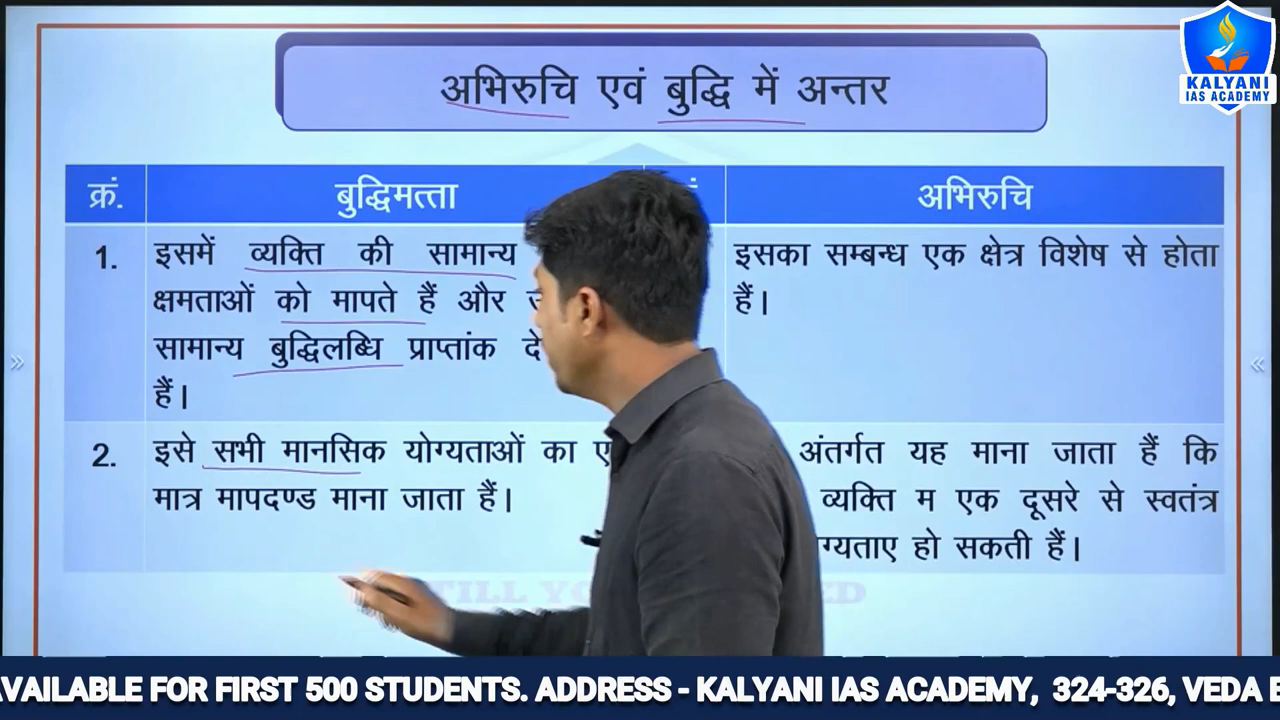 KALYANI
IAS ACADEMY
अभिरुचि एवं बुद्धि में अन्तर
क्रं. बुद्धिमत्ता अभिरुचि
1. इसमें व्यक्ति की सामान्य
क्षमताओं को मापते हैं और
सामान्य बुद्धिलब्धि प्राप्तांक
हैं।
इसका सम्बन्ध एक क्षेत्र विशेष से होता
हैं।
2. इसे सभी मानसिक योग्यताओं का
मात्र मापदण्ड माना जाता हैं।
अंतर्गत यह माना जाता हैं कि
व्यक्ति म एक दूसरे से स्वतंत्र
हो सकती हैं।
AVAILABLE FOR FIRST 500 STUDENTS. ADDRESS - KALYANI IAS ACADEMY, 324-326, VEDA